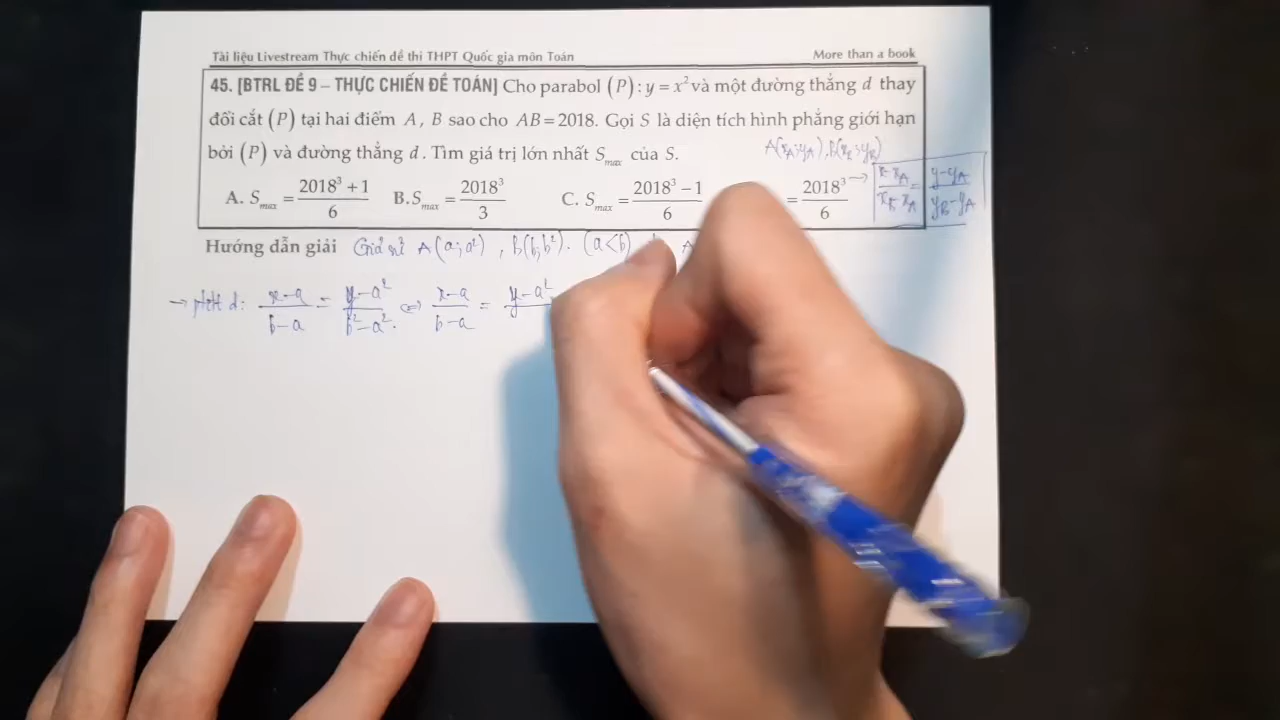 Tài liệu Livestream Thực chiến đề thi THPT Quốc gia môn Toán More than a book
45. [BTRL ĐỀ 9 – THỰC CHIẾN ĐỀ TOÁN] Cho parabol (P): y = x² và một đường thẳng d thay
đổi cắt (P) tại hai điểm A, B sao cho AB = 2018. Gọi S là diện tích hình phẳng giới hạn
bởi (P) và đường thẳng d. Tìm giá trị lớn nhất S_max của S.
A(x_A; y_A), B(x_B; y_B)
A. S_max = (2018³ + 1)/6 B. S_max = 2018³/3 C. S_max = (2018³ − 1)/6 = 2018³/6 → (x - x_A)/(x_B - x_A) = (y - y_A)/(y_B - y_A)
Hướng dẫn giải Giả sử A(a; a²), B(b; b²). (a < b)
→ ptđt d: (x - a)/(b - a) = (y - a²)/(b² - a²). ⇔ (x - a)/(b - a) = y - a²